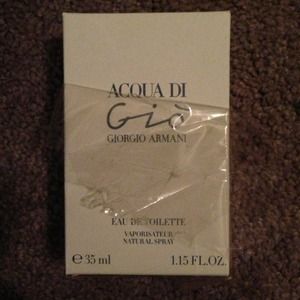 ACQUA DI
Giò
GIORGIO ARMANI
EAU DE TOILETTE
VAPORISATEUR
NATURAL SPRAY
℮ 35 ml 1.15 FL.OZ.